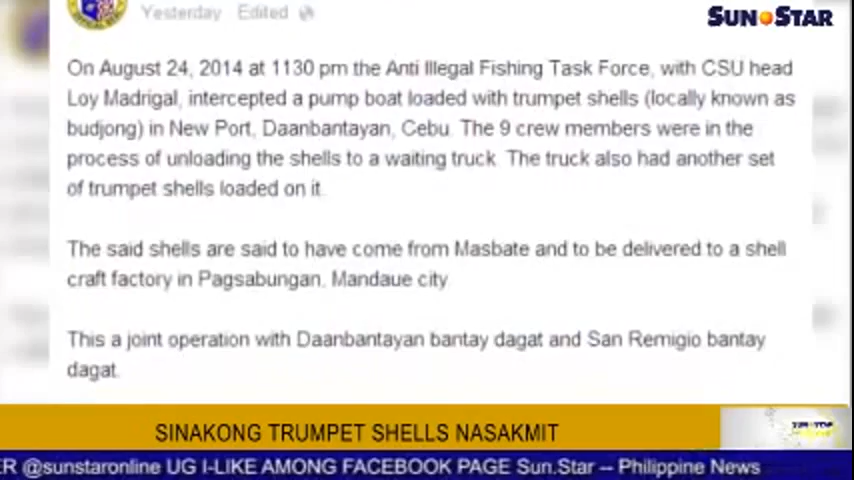 Yesterday Edited
SUN STAR
On August 24, 2014 at 1130 pm the Anti Illegal Fishing Task Force, with CSU head
Loy Madrigal, intercepted a pump boat loaded with trumpet shells (locally known as
budjong) in New Port, Daanbantayan, Cebu. The 9 crew members were in the
process of unloading the shells to a waiting truck. The truck also had another set
of trumpet shells loaded on it.
The said shells are said to have come from Masbate and to be delivered to a shell
craft factory in Pagsabungan, Mandaue city.
This a joint operation with Daanbantayan bantay dagat and San Remigio bantay
dagat.
SINAKONG TRUMPET SHELLS NASAKMIT
ER @sunstaronline UG I-LIKE AMONG FACEBOOK PAGE Sun.Star -- Philippine News